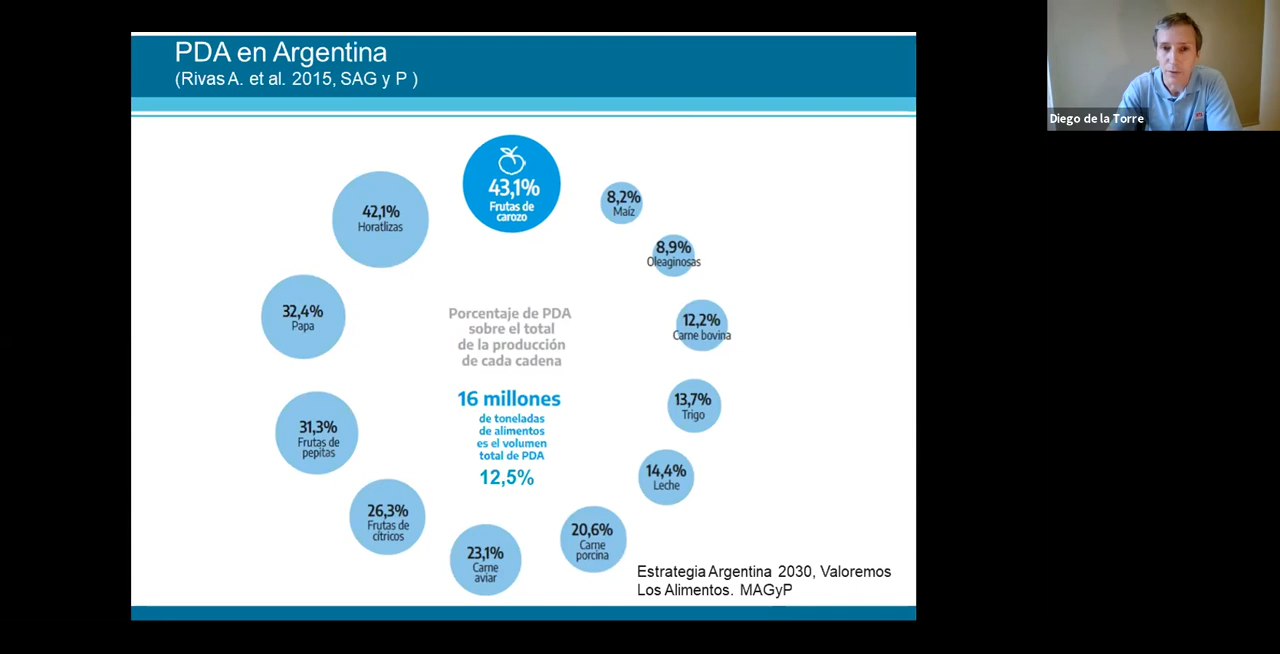 PDA en Argentina
(Rivas A. et al. 2015, SAG y P )
Diego de la Torre
43,1%
Frutas de
carozo
8,2%
Maíz
8,9%
Oleaginosas
12,2%
Carne bovina
13,7%
Trigo
14,4%
Leche
20,6%
Carne
porcina
23,1%
Carne
aviar
26,3%
Frutas de
cítricos
31,3%
Frutas de
pepitas
32,4%
Papa
42,1%
Horatlizas
Porcentaje de PDA
sobre el total
de la producción
de cada cadena
16 millones
de toneladas
de alimentos
es el volumen
total de PDA
12,5%
Estrategia Argentina 2030, Valoremos
Los Alimentos. MAGyP